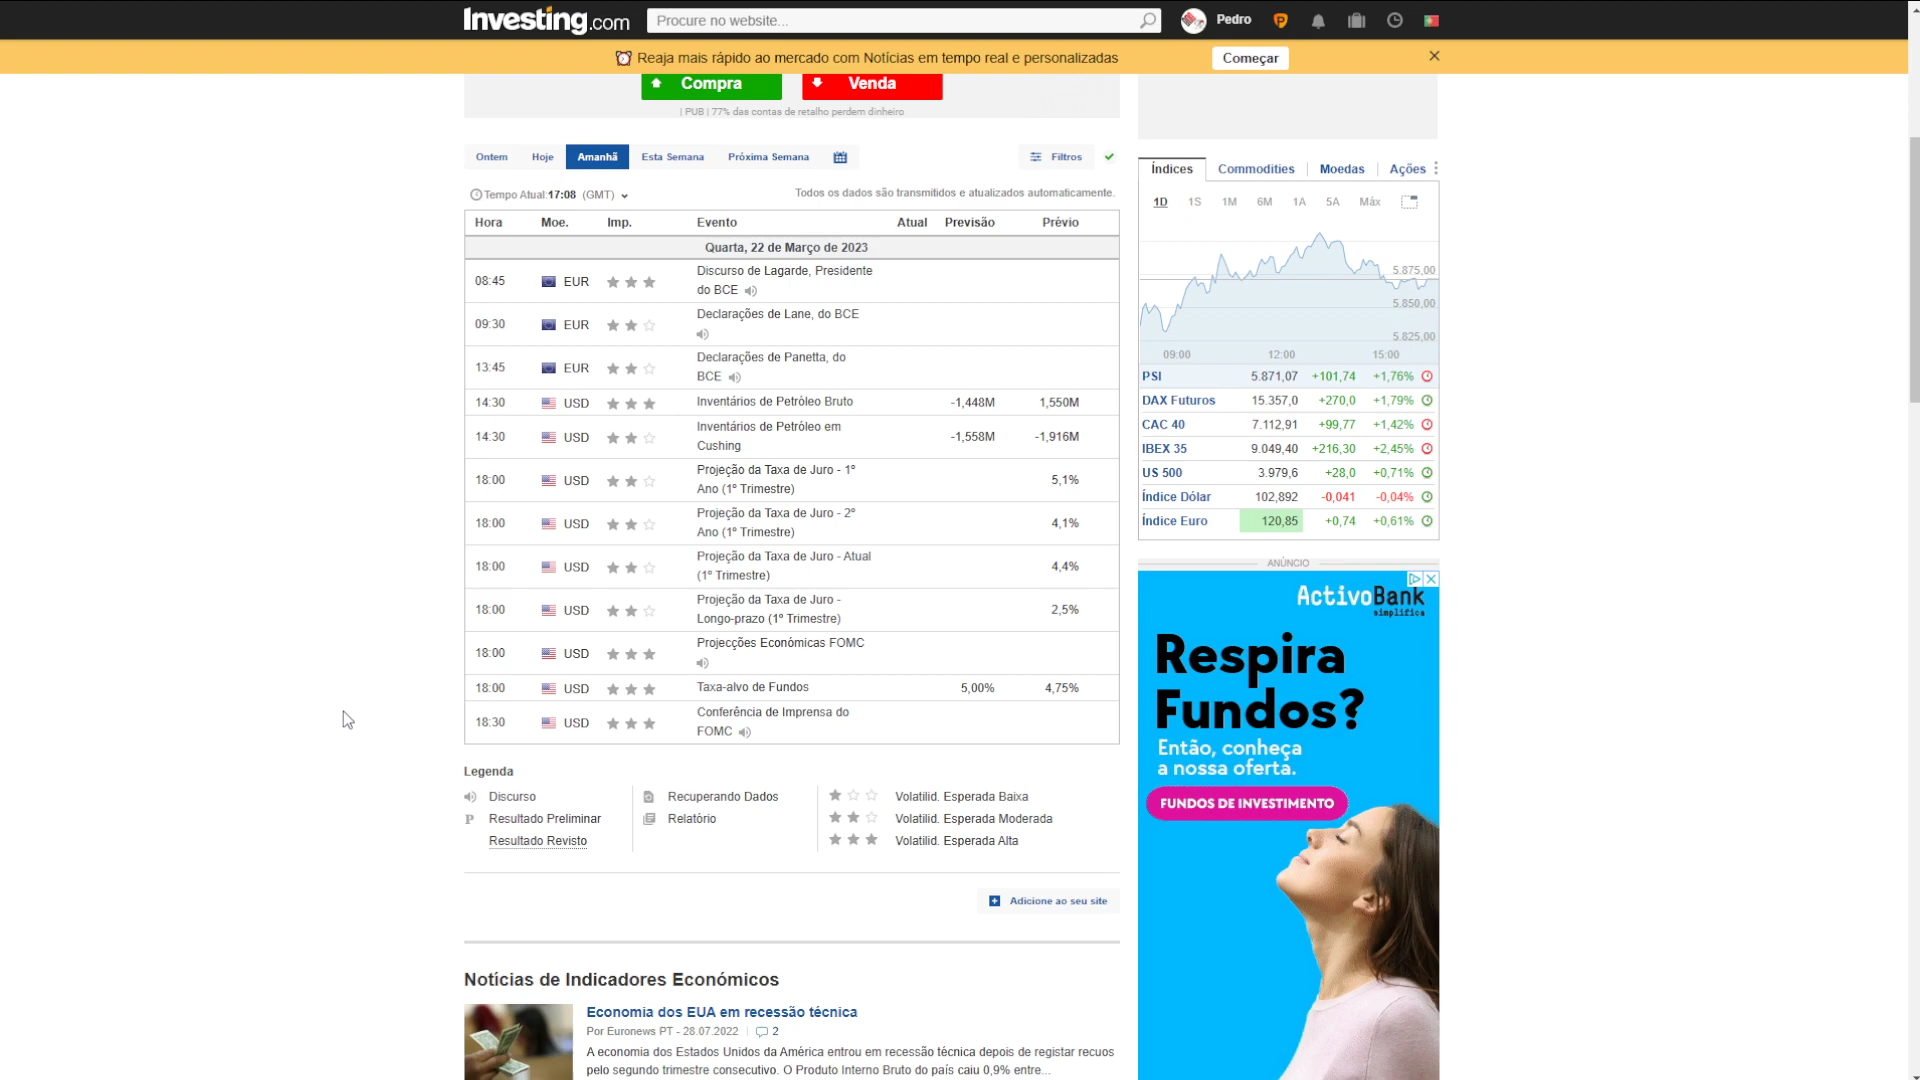 Investing.com
Procure no website...
Pedro
Reaja mais rápido ao mercado com Notícias em tempo real e personalizadas
Começar
Compra
Venda
| PUB | 77% das contas de retalho perdem dinheiro
Ontem Hoje Amanhã Esta Semana Próxima Semana
Filtros
Tempo Atual:17:08 (GMT)
Todos os dados são transmitidos e atualizados automaticamente.
Hora Moe. Imp. Evento Atual Previsão Prévio
Quarta, 22 de Março de 2023
08:45 EUR Discurso de Lagarde, Presidente
do BCE
09:30 EUR Declarações de Lane, do BCE
13:45 EUR Declarações de Panetta, do
BCE
14:30 USD Inventários de Petróleo Bruto -1,448M 1,550M
14:30 USD Inventários de Petróleo em -1,558M -1,916M
Cushing
18:00 USD Projeção da Taxa de Juro - 1º 5,1%
Ano (1º Trimestre)
18:00 USD Projeção da Taxa de Juro - 2º 4,1%
Ano (1º Trimestre)
18:00 USD Projeção da Taxa de Juro - Atual 4,4%
(1º Trimestre)
18:00 USD Projeção da Taxa de Juro - 2,5%
Longo-prazo (1º Trimestre)
18:00 USD Projecções Económicas FOMC
18:00 USD Taxa-alvo de Fundos 5,00% 4,75%
18:30 USD Conferência de Imprensa do
FOMC
Legenda
Discurso
P Resultado Preliminar
Resultado Revisto
Recuperando Dados
Relatório
Volatilid. Esperada Baixa
Volatilid. Esperada Moderada
Volatilid. Esperada Alta
Adicione ao seu site
Notícias de Indicadores Económicos
Economia dos EUA em recessão técnica
Por Euronews PT - 28.07.2022 2
A economia dos Estados Unidos da América entrou em recessão técnica depois de registar recuos
pelo segundo trimestre consecutivo. O Produto Interno Bruto do país caiu 0,9% entre...
Índices Commodities Moedas Ações
1D 1S 1M 6M 1A 5A Máx
5.875,00
5.850,00
5.825,00
09:00 12:00 15:00
PSI 5.871,07 +101,74 +1,76%
DAX Futuros 15.357,0 +270,0 +1,79%
CAC 40 7.112,91 +99,77 +1,42%
IBEX 35 9.049,40 +216,30 +2,45%
US 500 3.979,6 +28,0 +0,71%
Índice Dólar 102,892 -0,041 -0,04%
Índice Euro 120,85 +0,74 +0,61%
ANÚNCIO
ActivoBank
simplifica
Respira
Fundos?
Então, conheça
a nossa oferta.
FUNDOS DE INVESTIMENTO